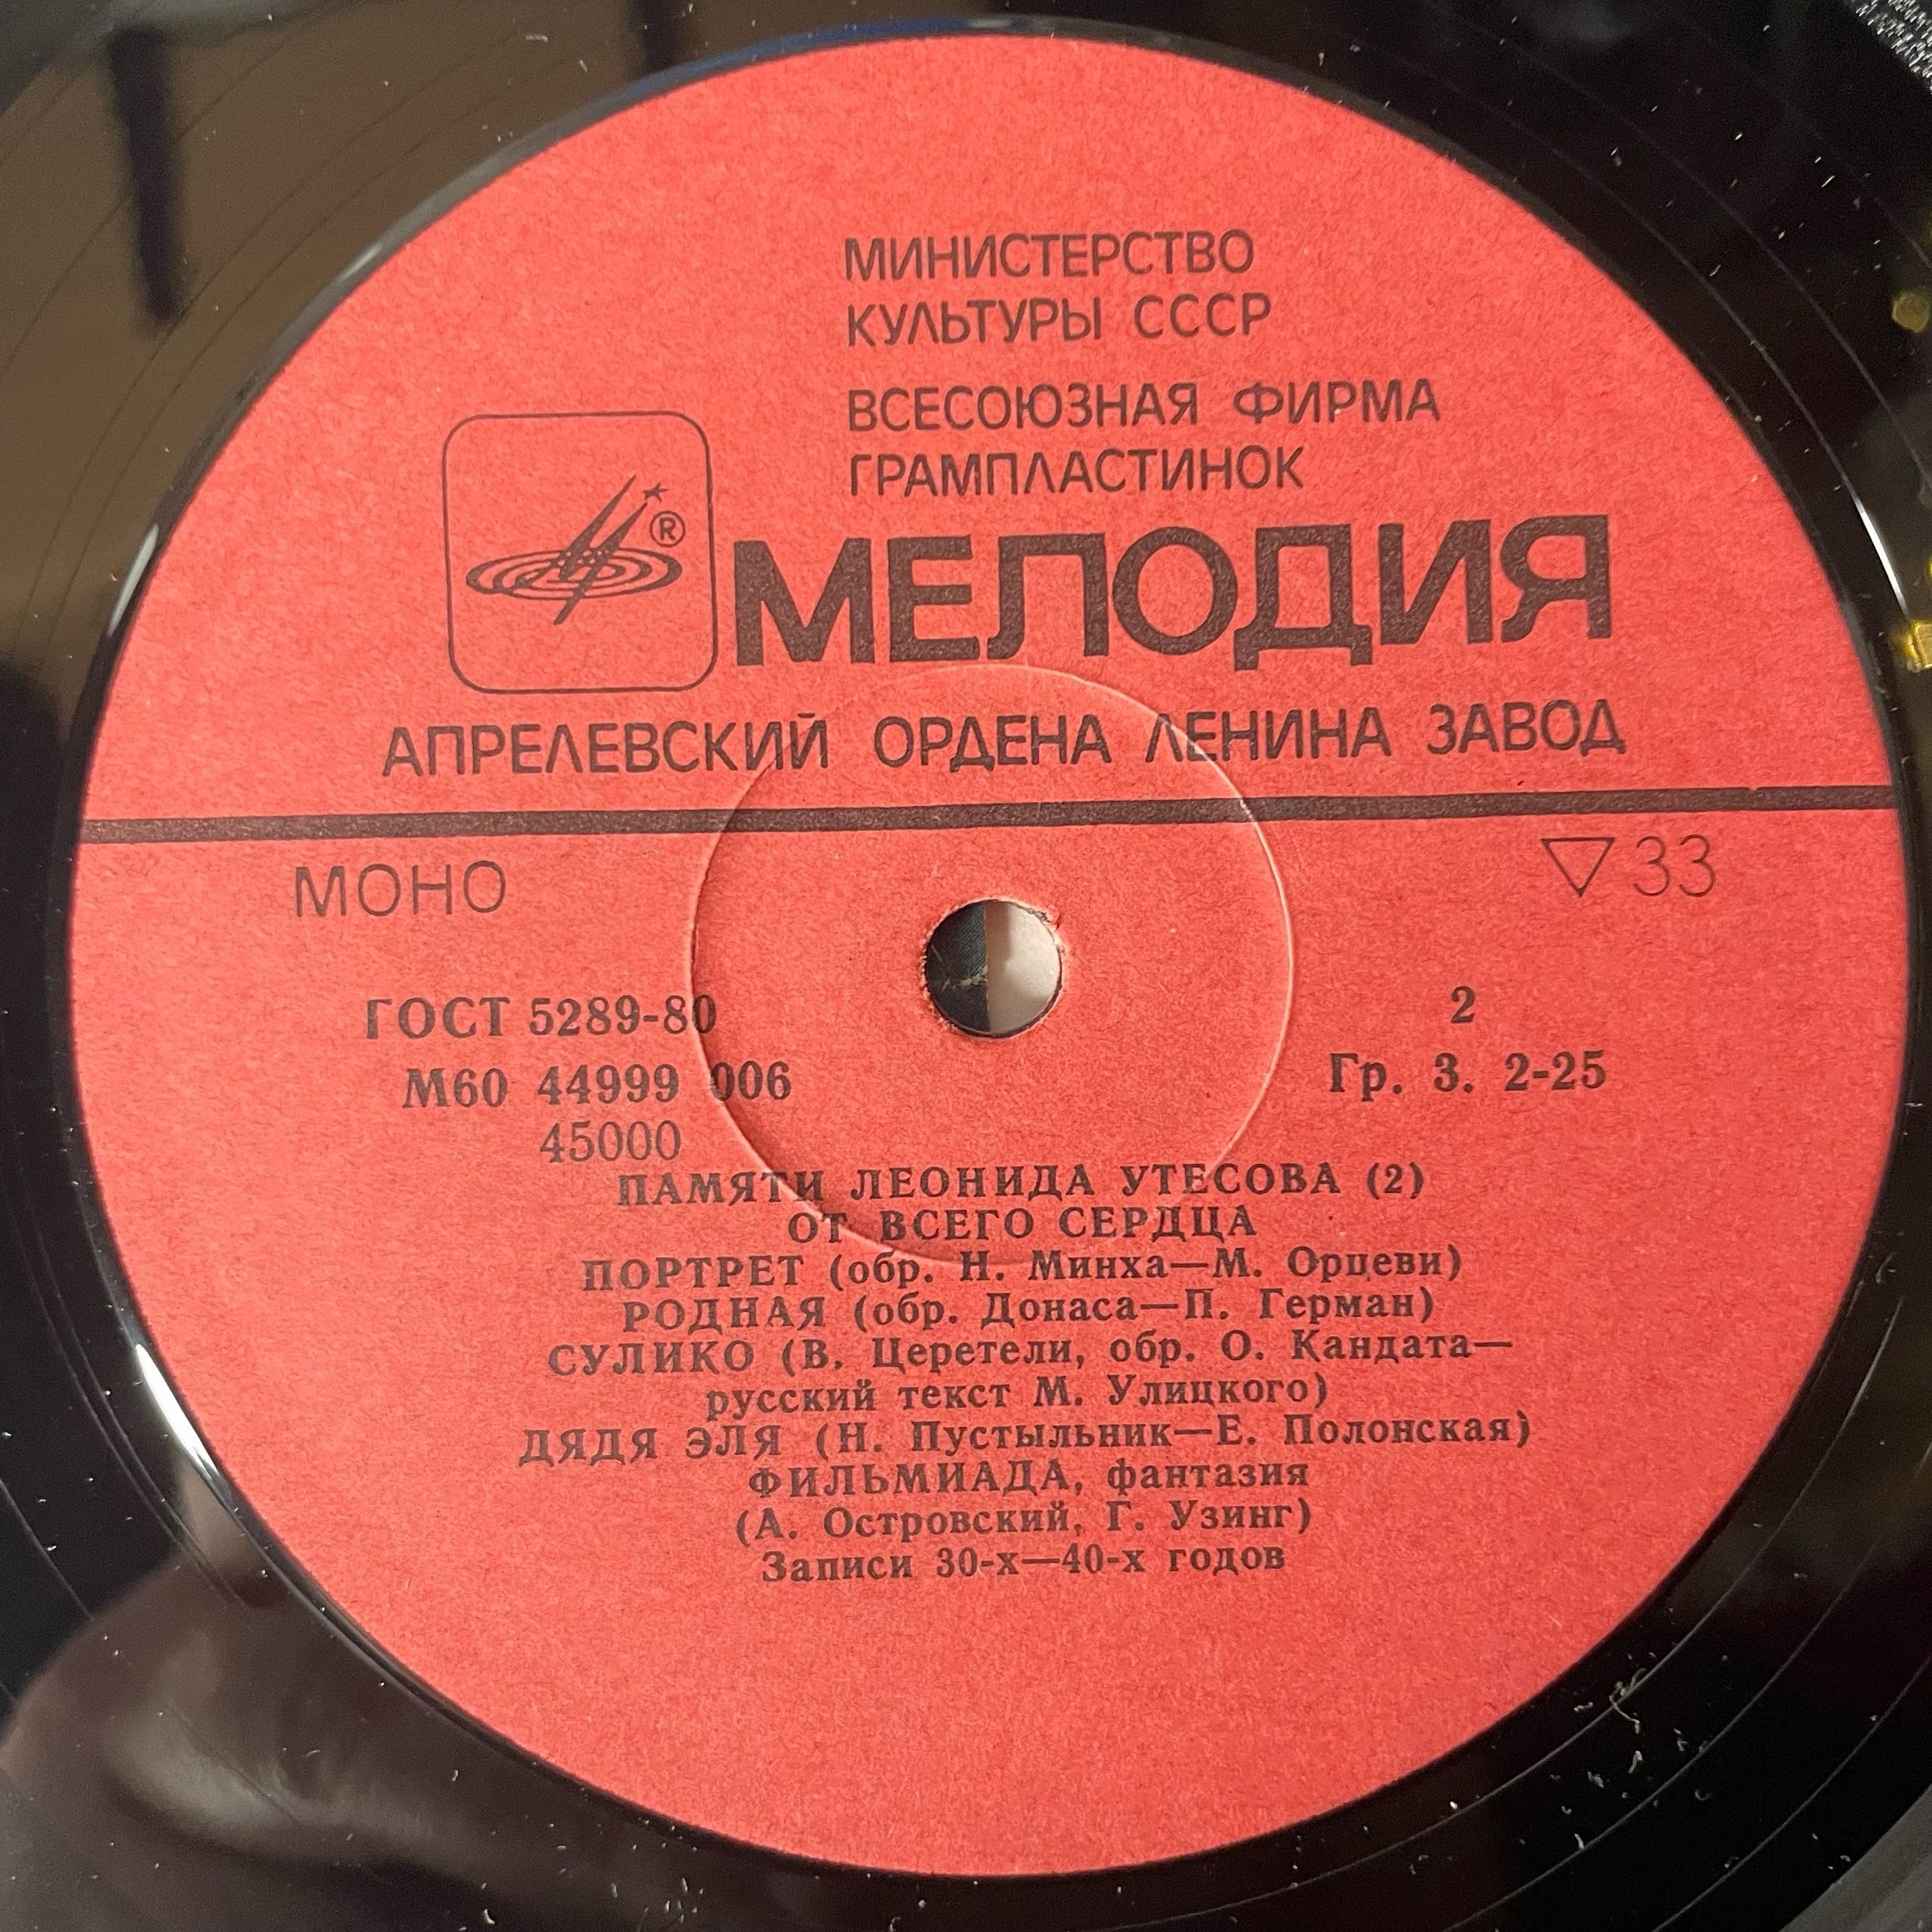 МИНИСТЕРСТВО
КУЛЬТУРЫ СССР
ВСЕСОЮЗНАЯ ФИРМА
ГРАМПЛАСТИНОК
®
МЕЛОДИЯ
АПРЕЛЕВСКИЙ ОРДЕНА ЛЕНИНА ЗАВОД
МОНО ▽33
ГОСТ 5289-80 2
М60 44999 006 Гр. 3. 2-25
45000
ПАМЯТИ ЛЕОНИДА УТЕСОВА (2)
ОТ ВСЕГО СЕРДЦА
ПОРТРЕТ (обр. Н. Минха—М. Орцеви)
РОДНАЯ (обр. Донаса—П. Герман)
СУЛИКО (В. Церетели, обр. О. Кандата—
русский текст М. Улицкого)
ДЯДЯ ЭЛЯ (Н. Пустыльник—Е. Полонская)
ФИЛЬМИАДА, фантазия
(А. Островский, Г. Узинг)
Записи 30-х—40-х годов